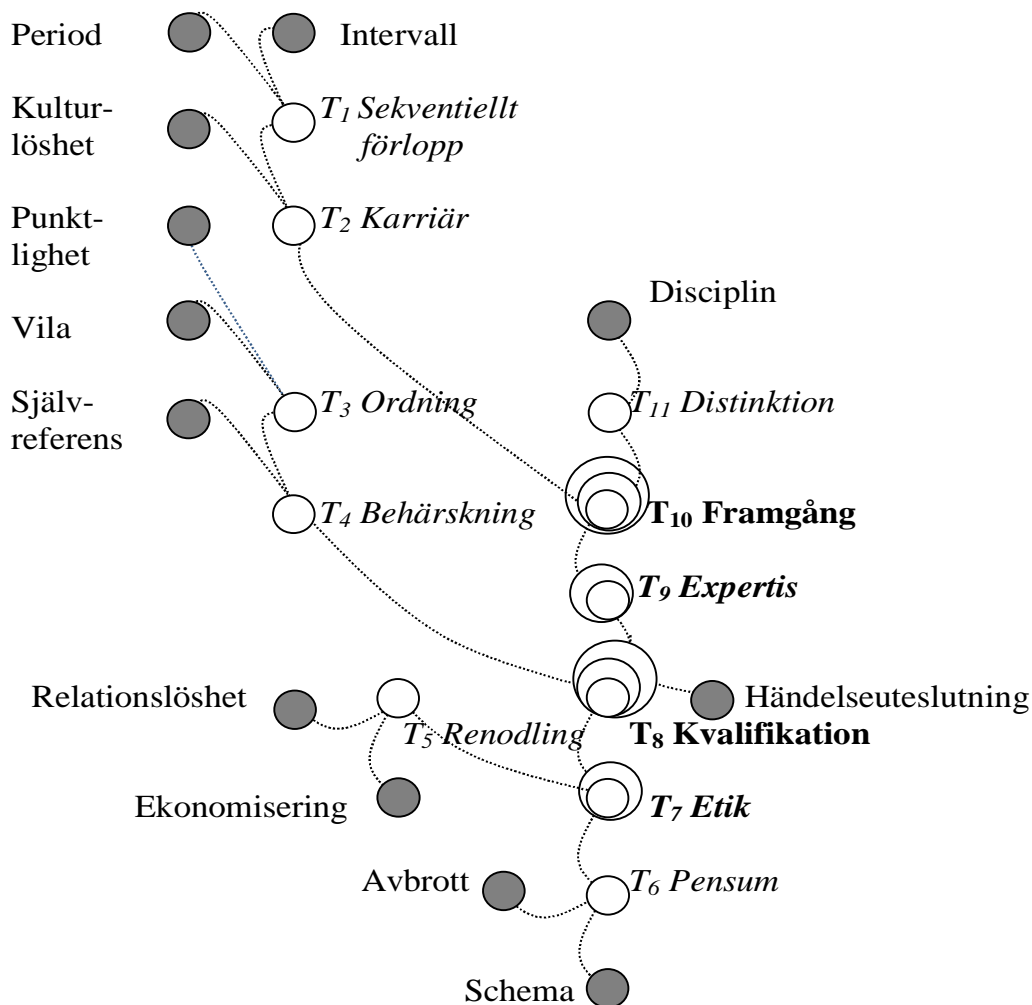 Period
Intervall
Kultur-
löshet
T₁ Sekventiellt
förlopp
Punkt-
lighet
T₂ Karriär
Disciplin
Vila
Själv-
referens
T₃ Ordning
T₁₁ Distinktion
T₄ Behärskning
T₁₀ Framgång
T₉ Expertis
Relationslöshet
Händelseuteslutning
T₅ Renodling
T₈ Kvalifikation
Ekonomisering
T₇ Etik
Avbrott
T₆ Pensum
Schema